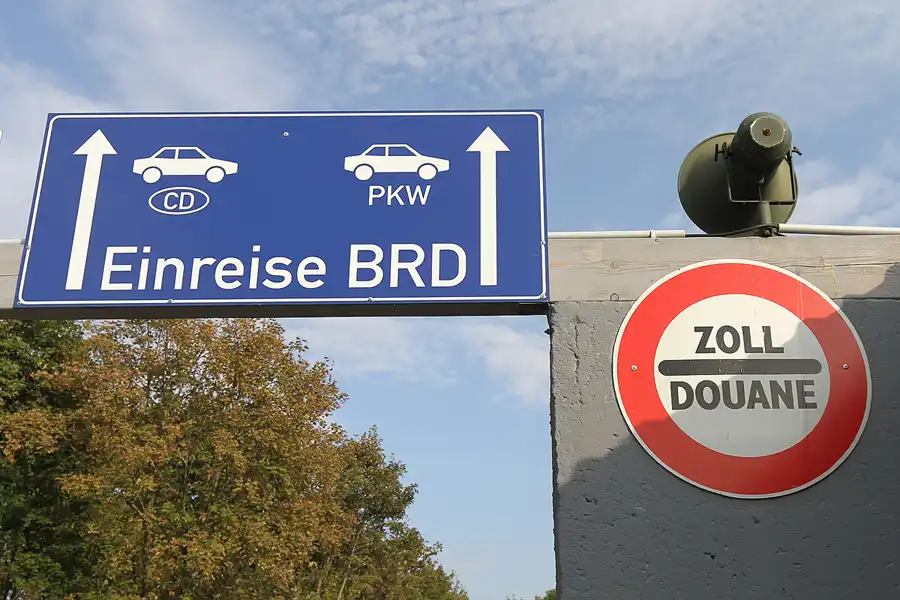 CD
PKW
Einreise BRD
ZOLL
DOUANE